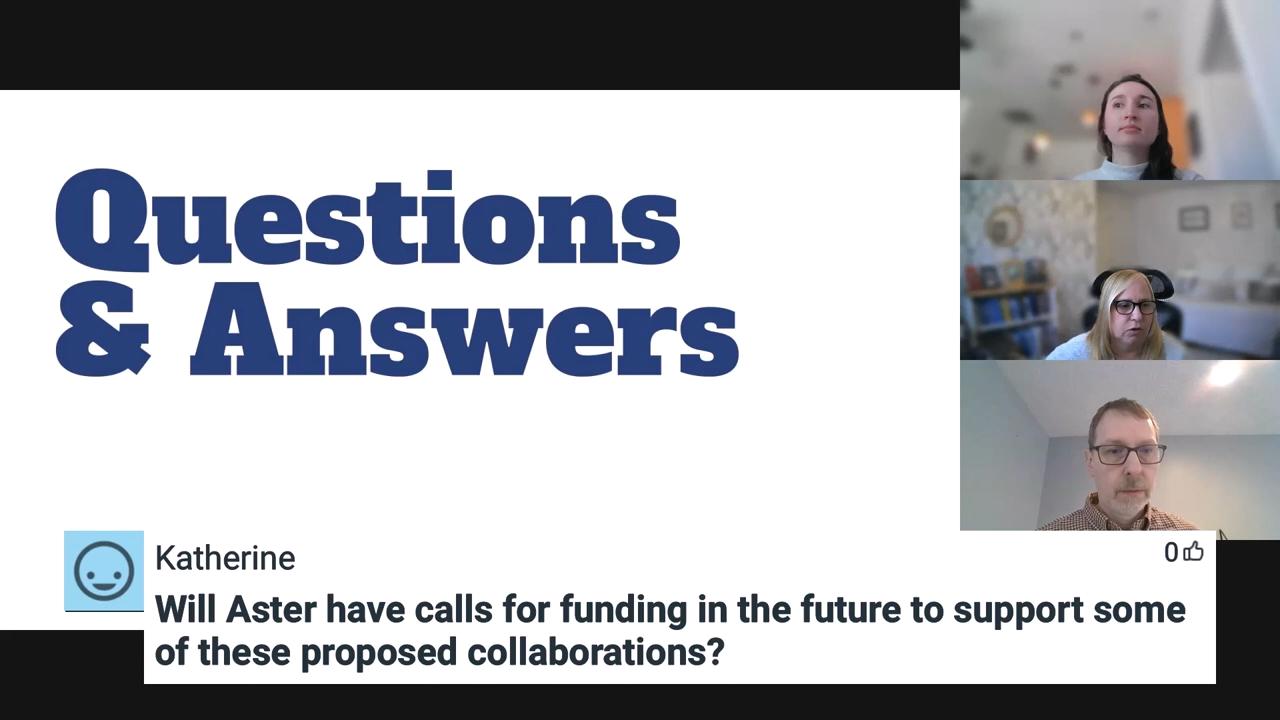 Questions
& Answers
Katherine
0
Will Aster have calls for funding in the future to support some
of these proposed collaborations?